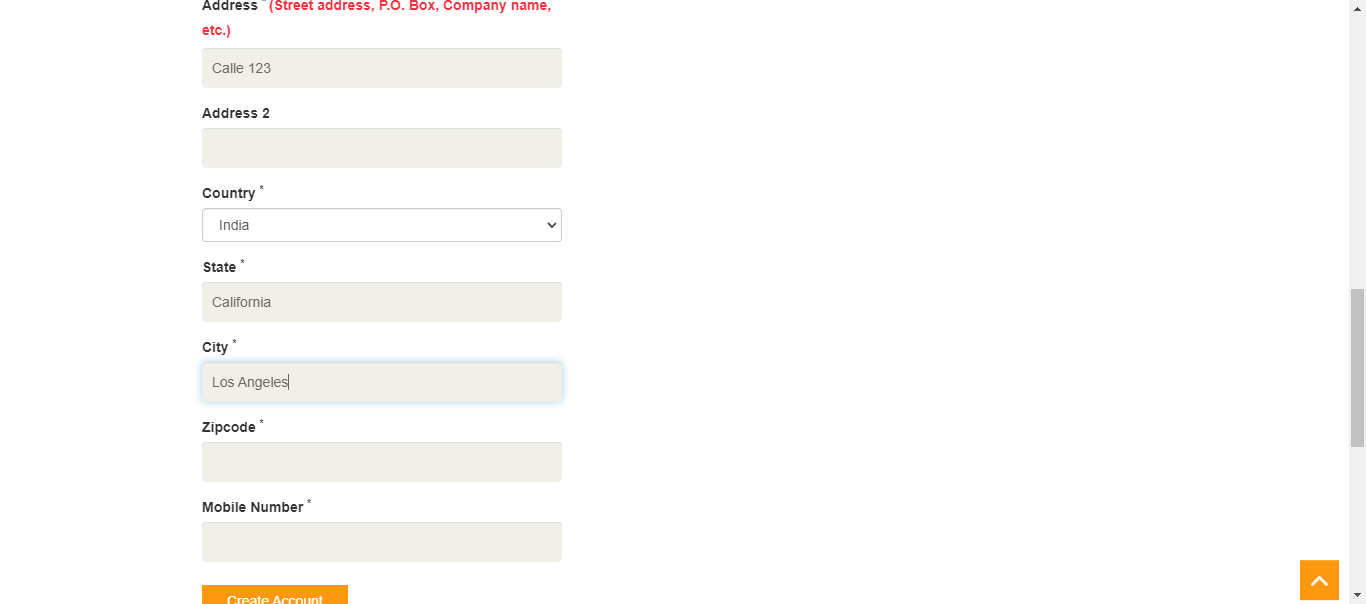 Address * (Street address, P.O. Box, Company name,
etc.)
Calle 123
Address 2
Country *
India
State *
California
City *
Los Angeles
Zipcode *
Mobile Number *
Create Account